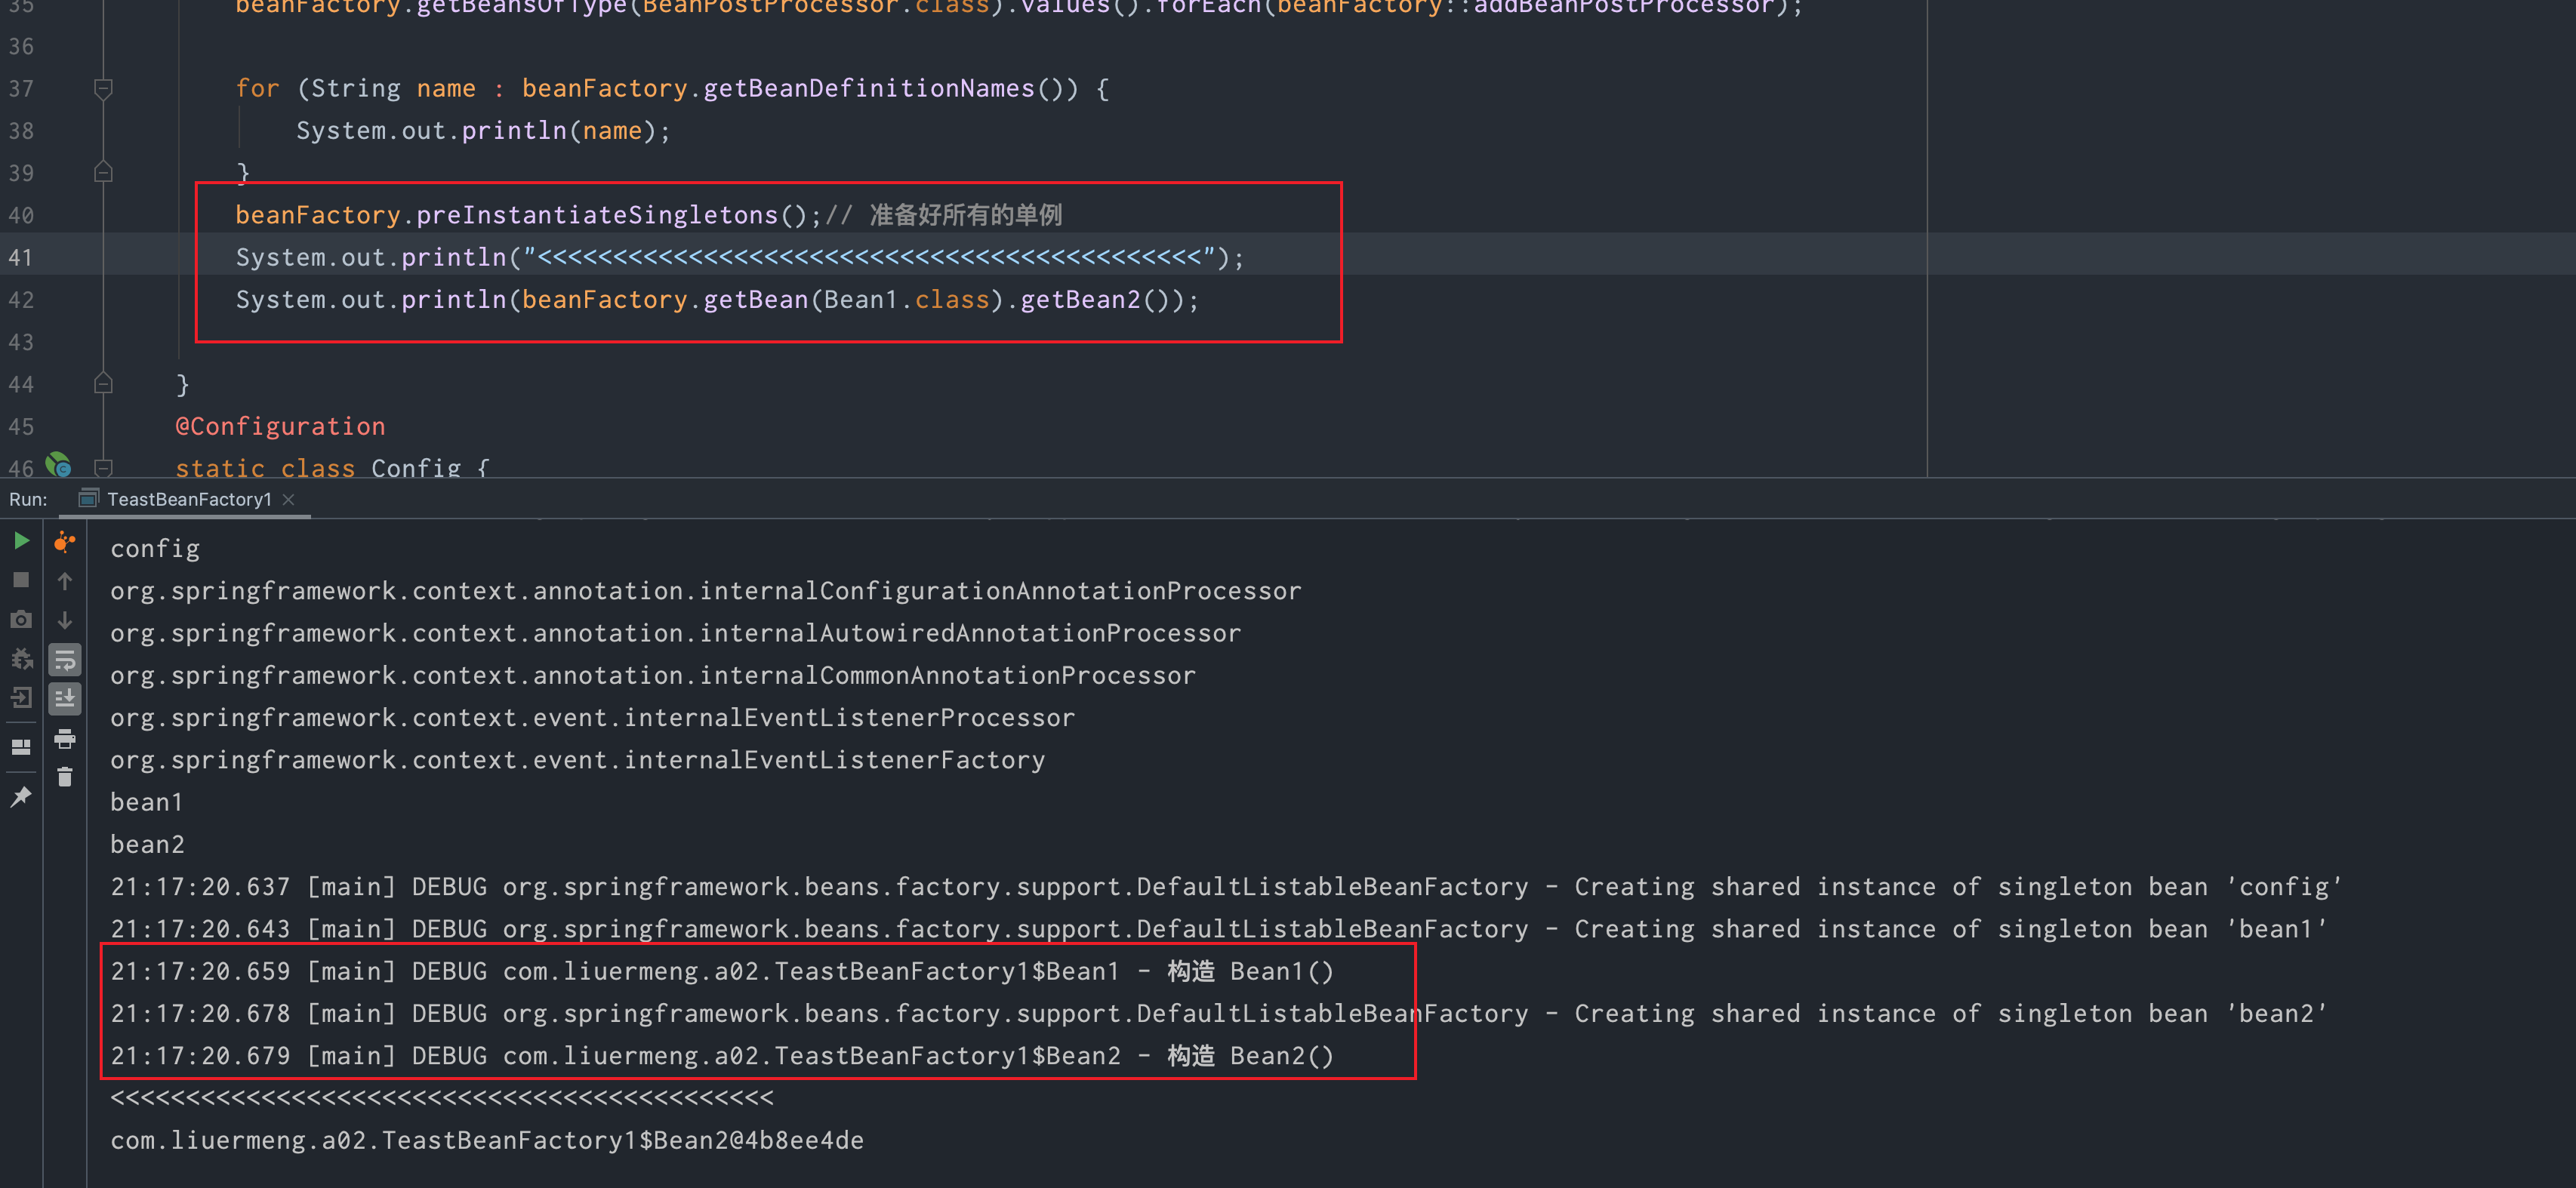 35 beanFactory.getBeansOfType(BeanPostProcessor.class).values().forEach(beanFactory::addBeanPostProcessor);
36
37 for (String name : beanFactory.getBeanDefinitionNames()) {
38 System.out.println(name);
39 }
40 beanFactory.preInstantiateSingletons();// 准备好所有的单例
41 System.out.println("<<<<<<<<<<<<<<<<<<<<<<<<<<<<<<<<<<<<<<<<<<<<");
42 System.out.println(beanFactory.getBean(Bean1.class).getBean2());
43
44 }
45 @Configuration
46 static class Config {
Run: TeastBeanFactory1
config
org.springframework.context.annotation.internalConfigurationAnnotationProcessor
org.springframework.context.annotation.internalAutowiredAnnotationProcessor
org.springframework.context.annotation.internalCommonAnnotationProcessor
org.springframework.context.event.internalEventListenerProcessor
org.springframework.context.event.internalEventListenerFactory
bean1
bean2
21:17:20.637 [main] DEBUG org.springframework.beans.factory.support.DefaultListableBeanFactory - Creating shared instance of singleton bean 'config'
21:17:20.643 [main] DEBUG org.springframework.beans.factory.support.DefaultListableBeanFactory - Creating shared instance of singleton bean 'bean1'
21:17:20.659 [main] DEBUG com.liuermeng.a02.TeastBeanFactory1$Bean1 - 构造 Bean1()
21:17:20.678 [main] DEBUG org.springframework.beans.factory.support.DefaultListableBeanFactory - Creating shared instance of singleton bean 'bean2'
21:17:20.679 [main] DEBUG com.liuermeng.a02.TeastBeanFactory1$Bean2 - 构造 Bean2()
<<<<<<<<<<<<<<<<<<<<<<<<<<<<<<<<<<<<<<<<<<<<
com.liuermeng.a02.TeastBeanFactory1$Bean2@4b8ee4de